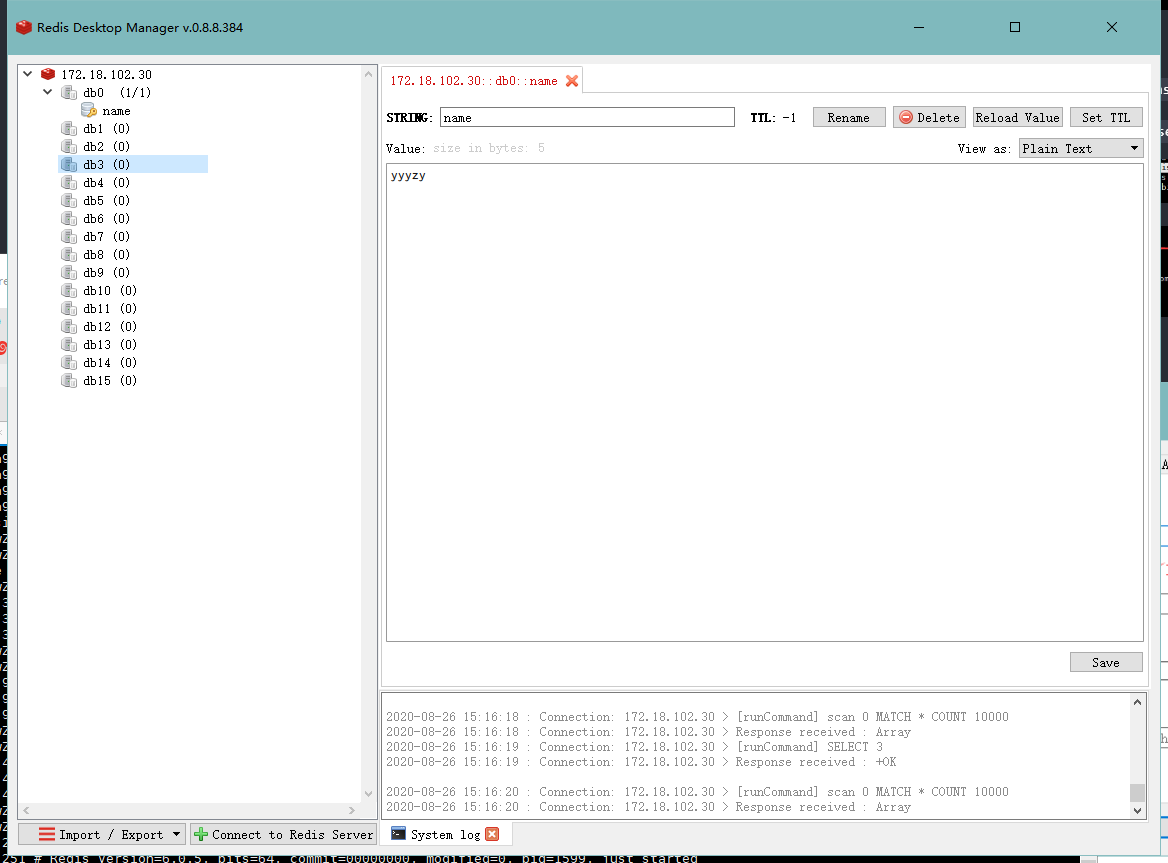 Redis Desktop Manager v.0.8.8.384
172.18.102.30
db0 (1/1)
name
db1 (0)
db2 (0)
db3 (0)
db4 (0)
db5 (0)
db6 (0)
db7 (0)
db8 (0)
db9 (0)
db10 (0)
db11 (0)
db12 (0)
db13 (0)
db14 (0)
db15 (0)
Import / Export
Connect to Redis Server
172.18.102.30::db0::name
STRING: name TTL: -1 Rename Delete Reload Value Set TTL
Value: size in bytes: 5 View as: Plain Text
yyyzy
Save
2020-08-26 15:16:18 : Connection: 172.18.102.30 > [runCommand] scan 0 MATCH * COUNT 10000
2020-08-26 15:16:18 : Connection: 172.18.102.30 > Response received : Array
2020-08-26 15:16:19 : Connection: 172.18.102.30 > [runCommand] SELECT 3
2020-08-26 15:16:19 : Connection: 172.18.102.30 > Response received : +OK
2020-08-26 15:16:20 : Connection: 172.18.102.30 > [runCommand] scan 0 MATCH * COUNT 10000
2020-08-26 15:16:20 : Connection: 172.18.102.30 > Response received : Array
System log
251 # Redis version=6.0.5, bits=64, commit=00000000, modified=0, pid=1599, just started